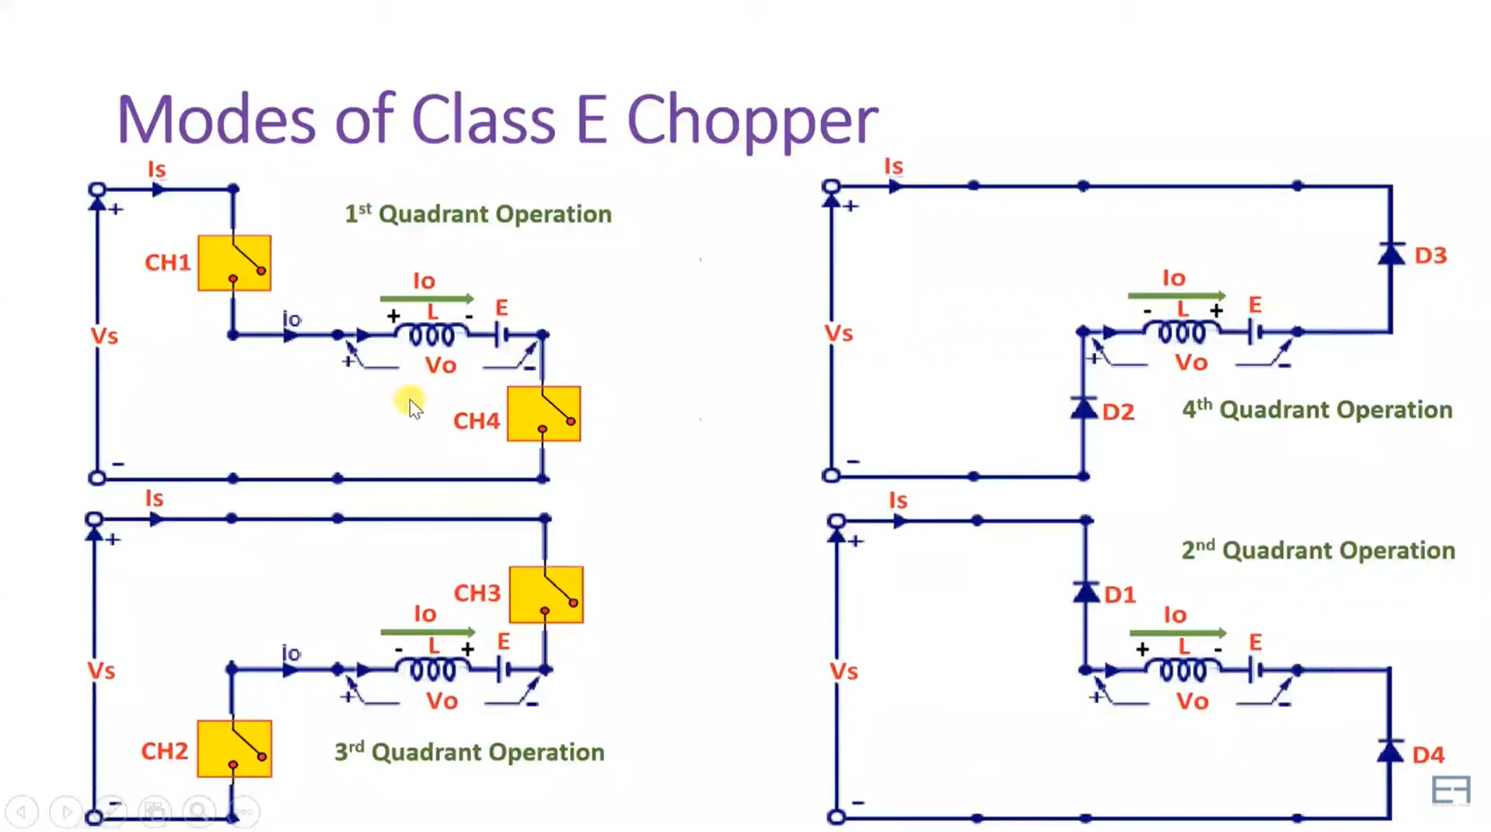 Modes of Class E Chopper
Is
+
1st Quadrant Operation
CH1
Io
+ L - E
io
Vs
+ Vo -
CH4
-
Is
+
D3
Io
- L + E
Vs
+ Vo -
D2
4th Quadrant Operation
-
Is
+
CH3
Io
- L + E
io
Vs
+ Vo -
CH2
3rd Quadrant Operation
-
Is
+
2nd Quadrant Operation
D1
Io
+ L - E
Vs
+ Vo -
D4
-